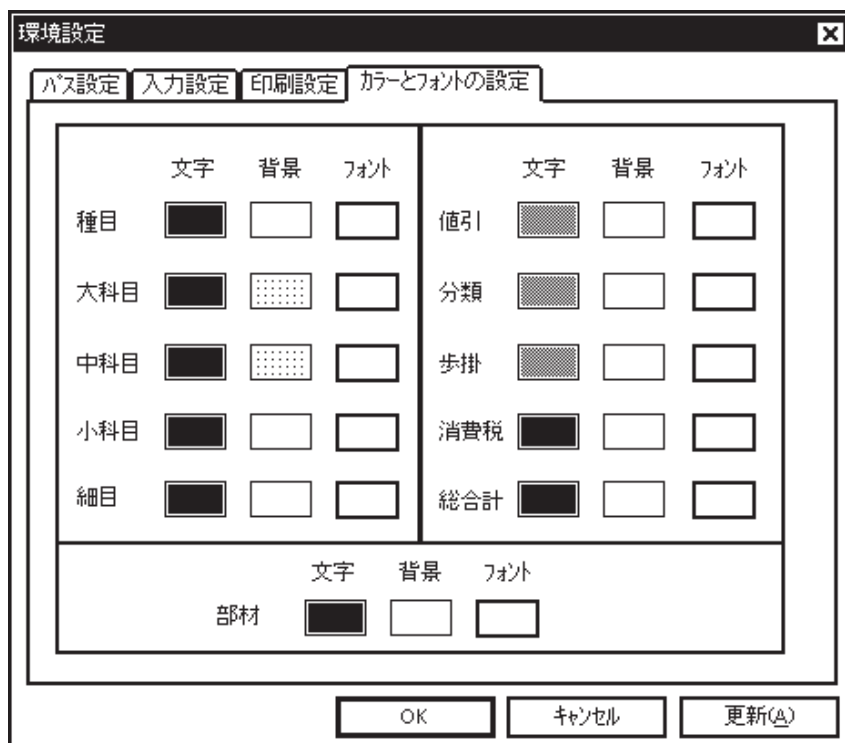 環境設定
パス設定 入力設定 印刷設定 カラーとフォントの設定
文字 背景 フォント 文字 背景 フォント
種目 値引
大科目 分類
中科目 歩掛
小科目 消費税
細目 総合計
文字 背景 フォント
部材
OK キャンセル 更新(A)